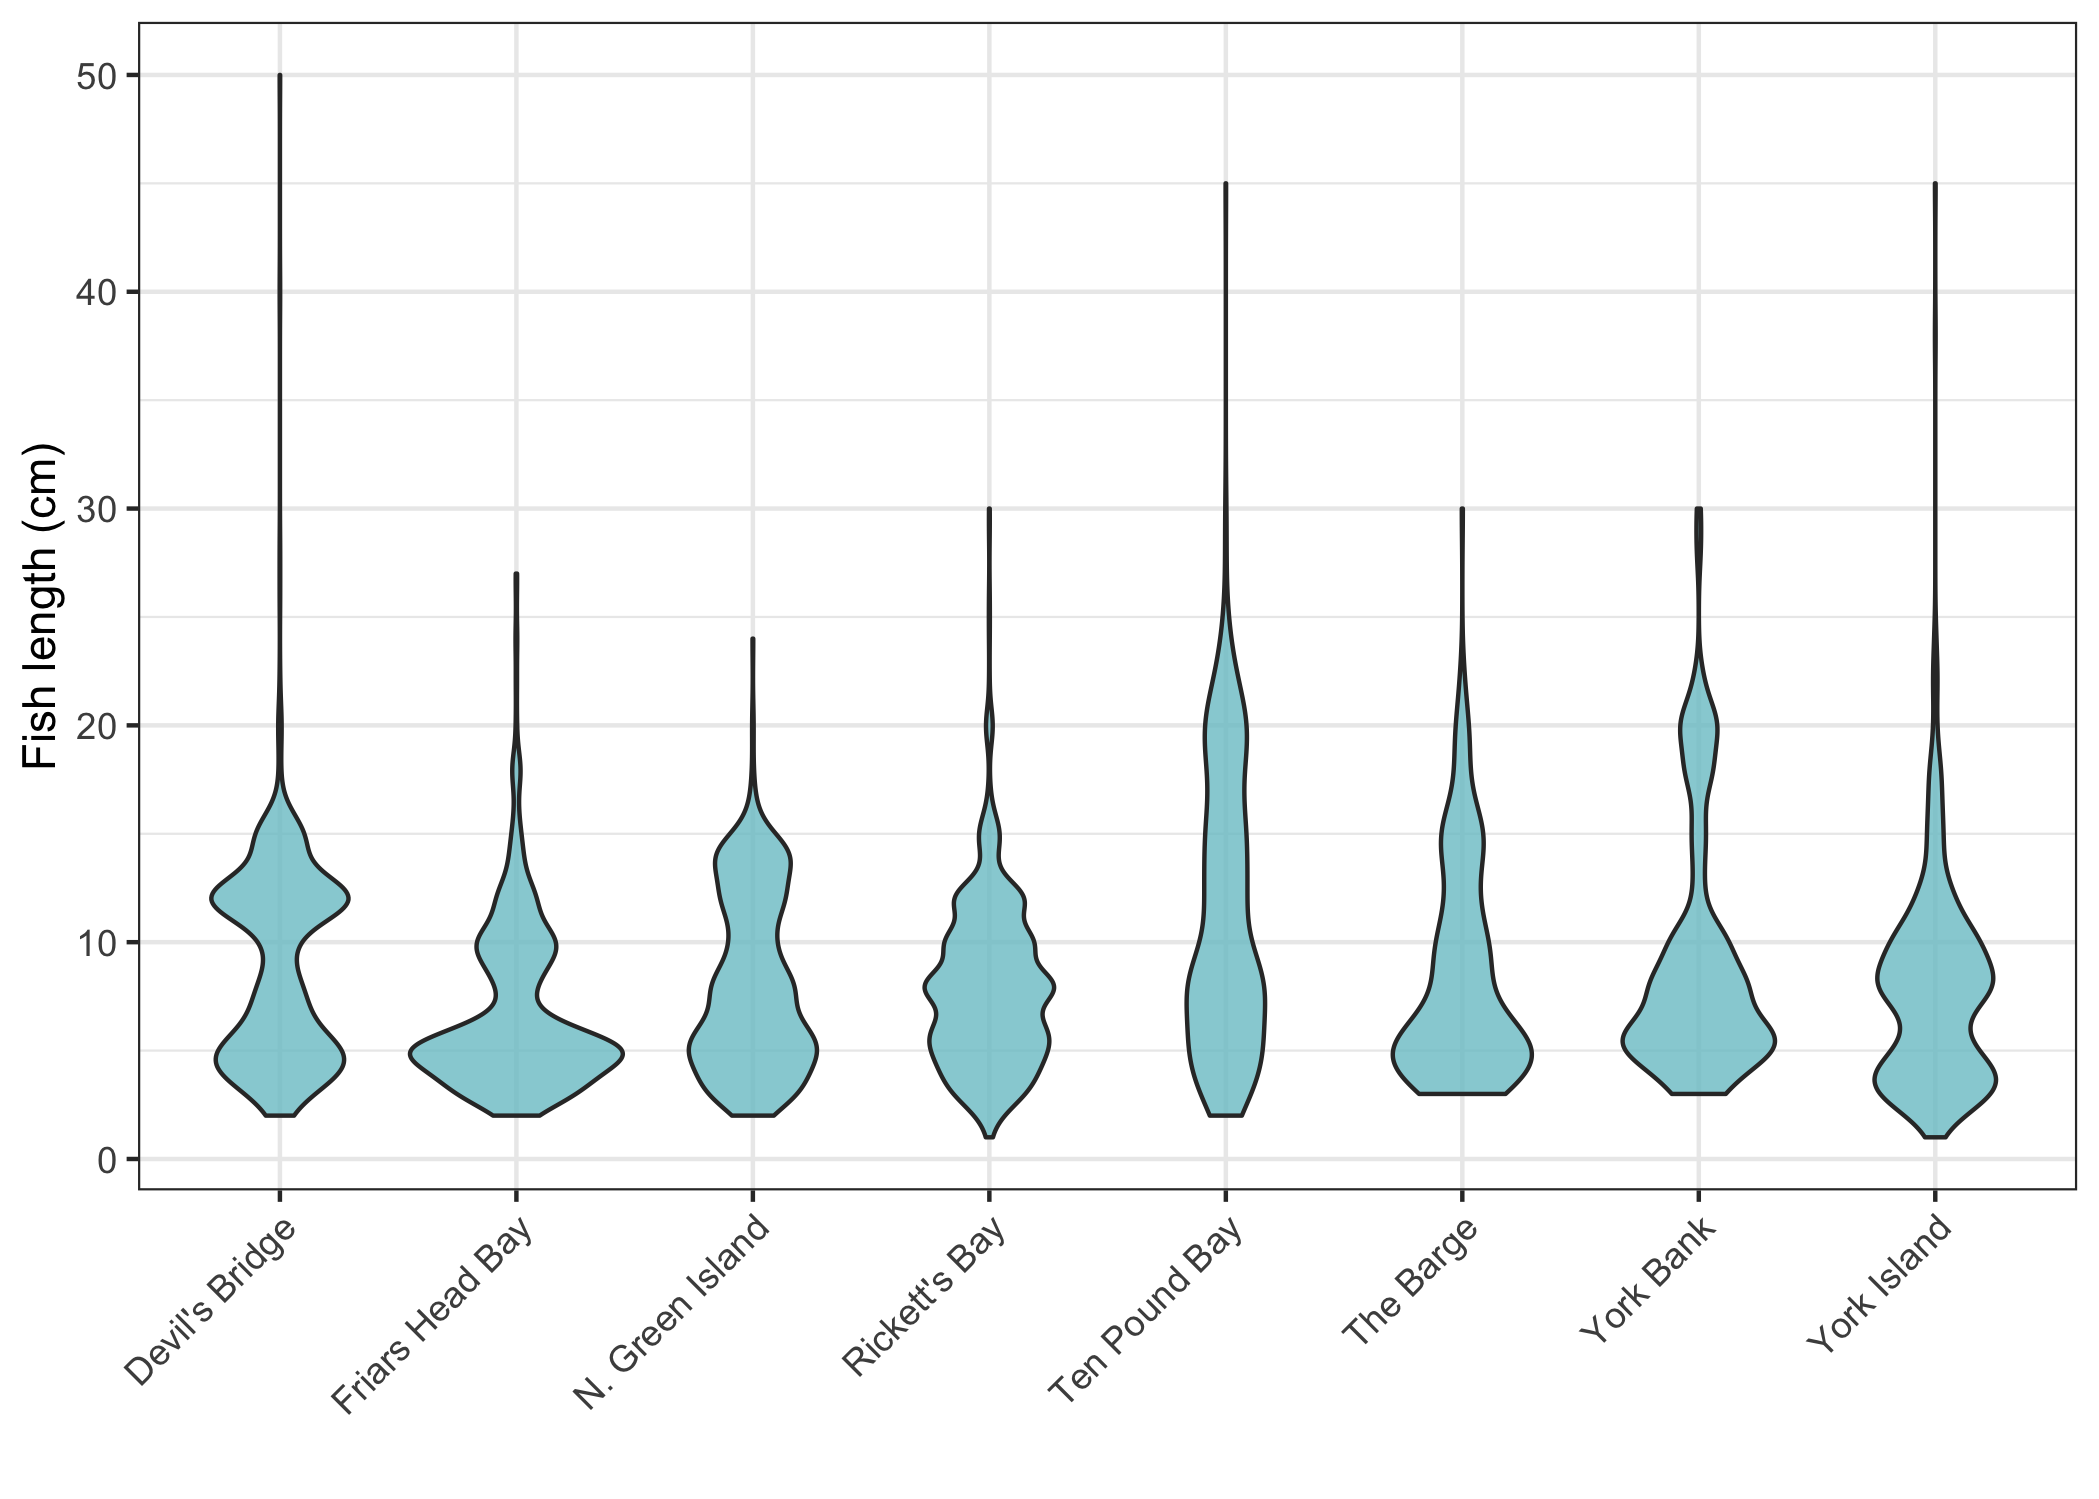 Fish length (cm)
50
40
30
20
10
0
Devil's Bridge
Friars Head Bay
N. Green Island
Rickett's Bay
Ten Pound Bay
The Barge
York Bank
York Island